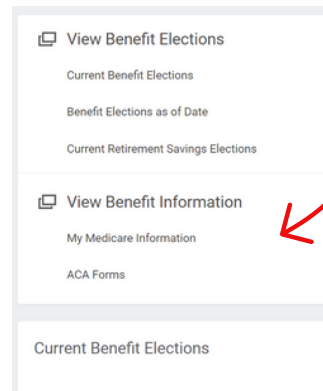 View Benefit Elections
Current Benefit Elections
Benefit Elections as of Date
Current Retirement Savings Elections
View Benefit Information
My Medicare Information
ACA Forms
Current Benefit Elections